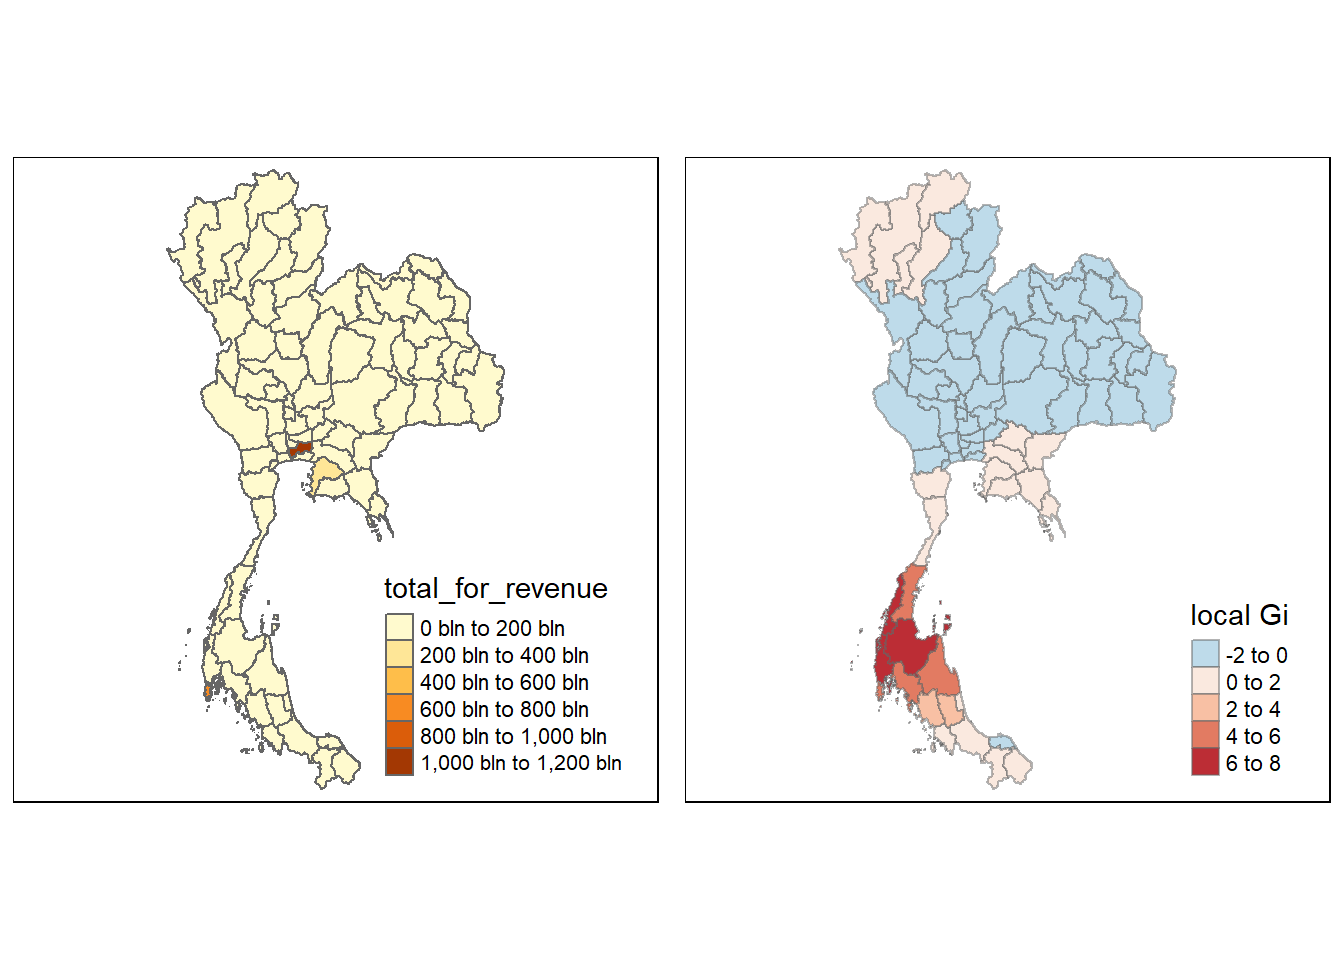 total_for_revenue
0 bln to 200 bln
200 bln to 400 bln
400 bln to 600 bln
600 bln to 800 bln
800 bln to 1,000 bln
1,000 bln to 1,200 bln
local Gi
-2 to 0
0 to 2
2 to 4
4 to 6
6 to 8